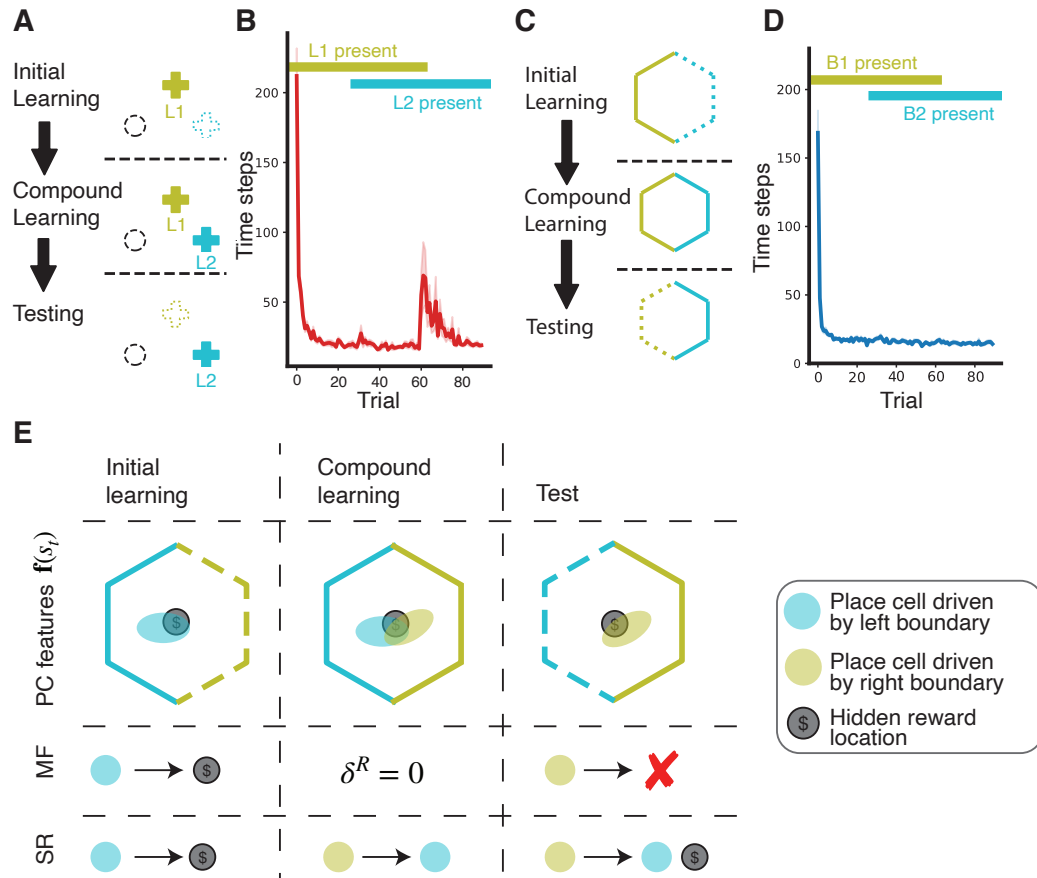 A
Initial
Learning
L1
Compound
Learning
L1
L2
Testing
L2
B
L1 present
L2 present
Time steps
200
150
100
50
0
20
40
60
80
Trial
C
Initial
Learning
Compound
Learning
Testing
D
B1 present
B2 present
Time steps
200
150
100
50
0
0
20
40
60
80
Trial
E
Initial
learning
Compound
learning
Test
PC features f(s_t)
$
$
$
MF
$
δ^R = 0
✘
SR
$
$
Place cell driven
by left boundary
Place cell driven
by right boundary
$
Hidden reward
location